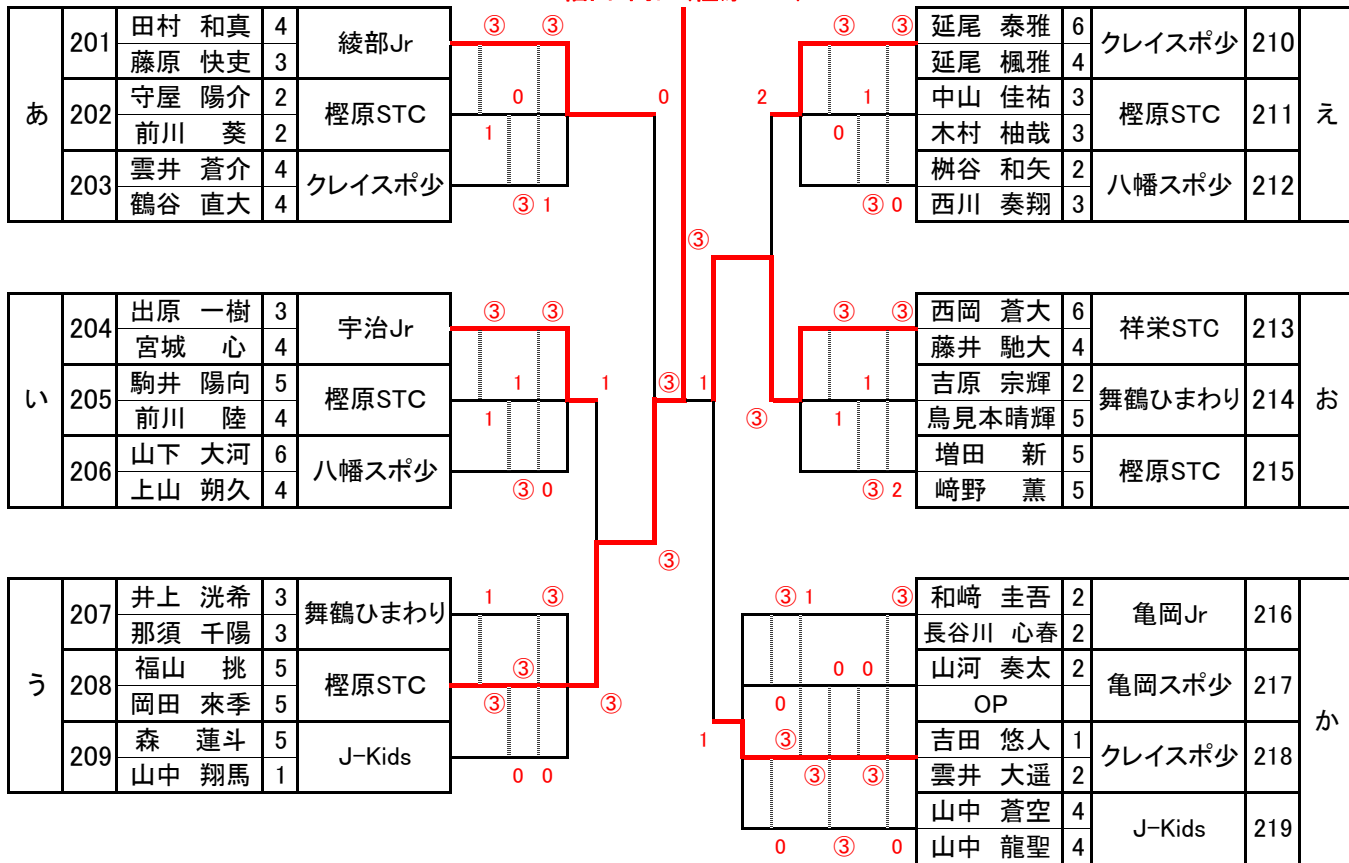 あ
201 田村 和真 4 綾部Jr
藤原 快吏 3
202 守屋 陽介 2 樫原STC
前川 葵 2
203 雲井 蒼介 4 クレイスポ少
鶴谷 直大 4
③ ③
0
1
③ 1
0
い
204 出原 一樹 3 宇治Jr
宮城 心 4
205 駒井 陽向 5 樫原STC
前川 陸 4
206 山下 大河 6 八幡スポ少
上山 朔久 4
③ ③
1
1
③ 0
1
う
207 井上 洸希 3 舞鶴ひまわり
那須 千陽 3
208 福山 挑 5 樫原STC
岡田 來季 5
209 森 蓮斗 5 J-Kids
山中 翔馬 1
1 ③
③
③
0 0
③
③
③ 1
③
え
延尾 泰雅 6 クレイスポ少 210
延尾 楓雅 4
中山 佳祐 3 樫原STC 211
木村 柚哉 3
桝谷 和矢 2 八幡スポ少 212
西川 奏翔 3
③ ③
1
0
③ 0
2
お
西岡 蒼大 6 祥栄STC 213
藤井 馳大 4
吉原 宗輝 2 舞鶴ひまわり 214
鳥見本晴輝 5
増田 新 5 樫原STC 215
﨑野 薫 5
③ ③
1
1
③ 2
③
か
和﨑 圭吾 2 亀岡Jr 216
長谷川 心春 2
山河 奏太 2 亀岡スポ少 217
OP
吉田 悠人 1 クレイスポ少 218
雲井 大遥 2
山中 蒼空 4 J-Kids 219
山中 龍聖 4
③ 1 ③
0 0
0
③
③ ③
0 ③ 0
1